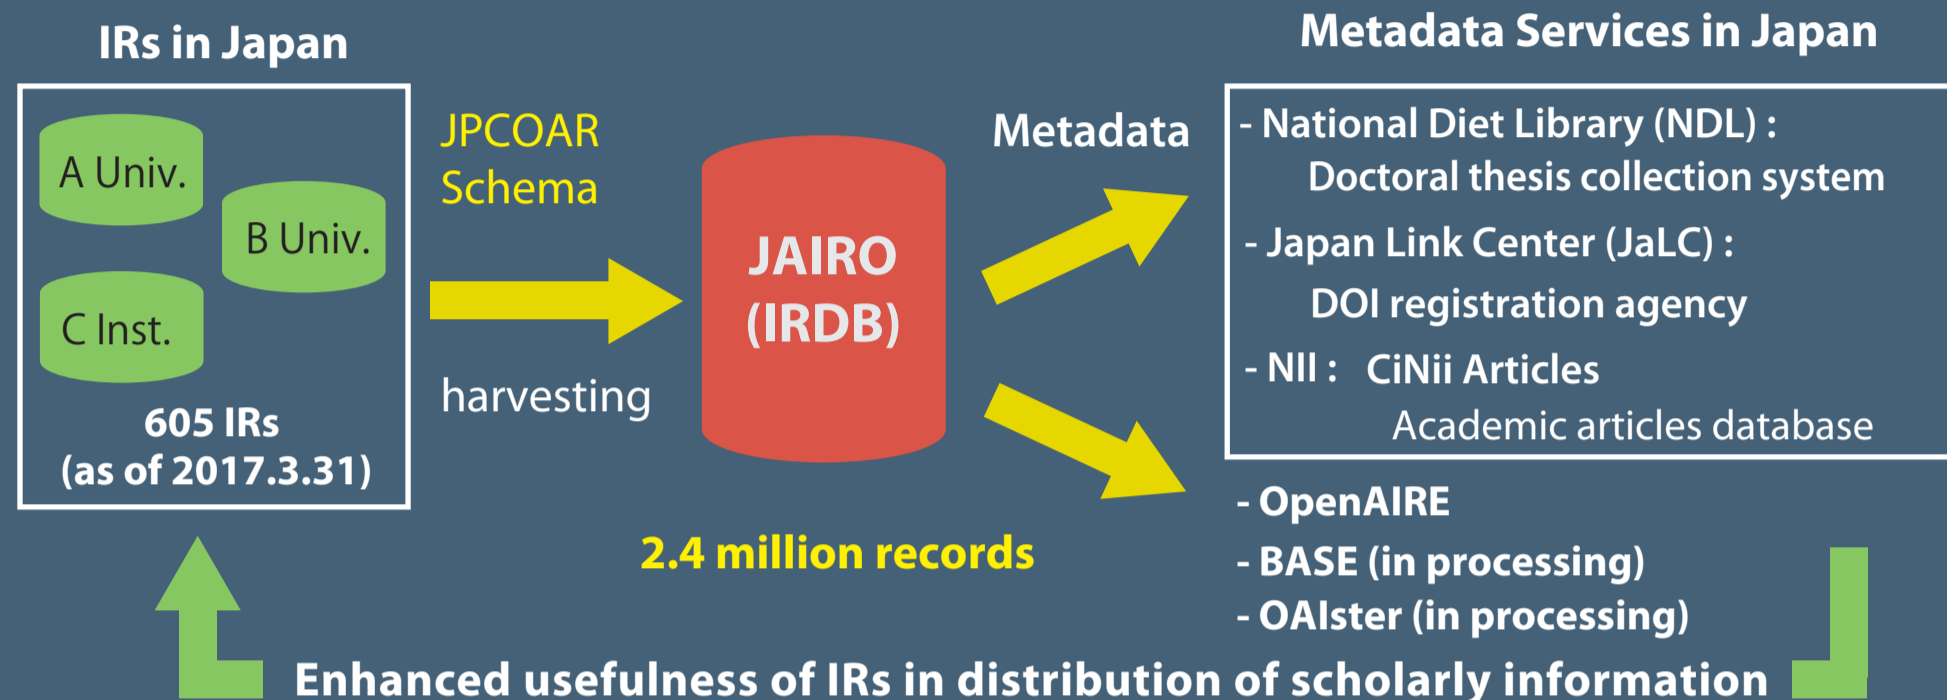 IRs in Japan
A Univ.
B Univ.
C Inst.
605 IRs
(as of 2017.3.31)
JPCOAR
Schema
harvesting
JAIRO
(IRDB)
2.4 million records
Metadata
Metadata Services in Japan
- National Diet Library (NDL) :
Doctoral thesis collection system
- Japan Link Center (JaLC) :
DOI registration agency
- NII : CiNii Articles
Academic articles database
- OpenAIRE
- BASE (in processing)
- OAIster (in processing)
Enhanced usefulness of IRs in distribution of scholarly information